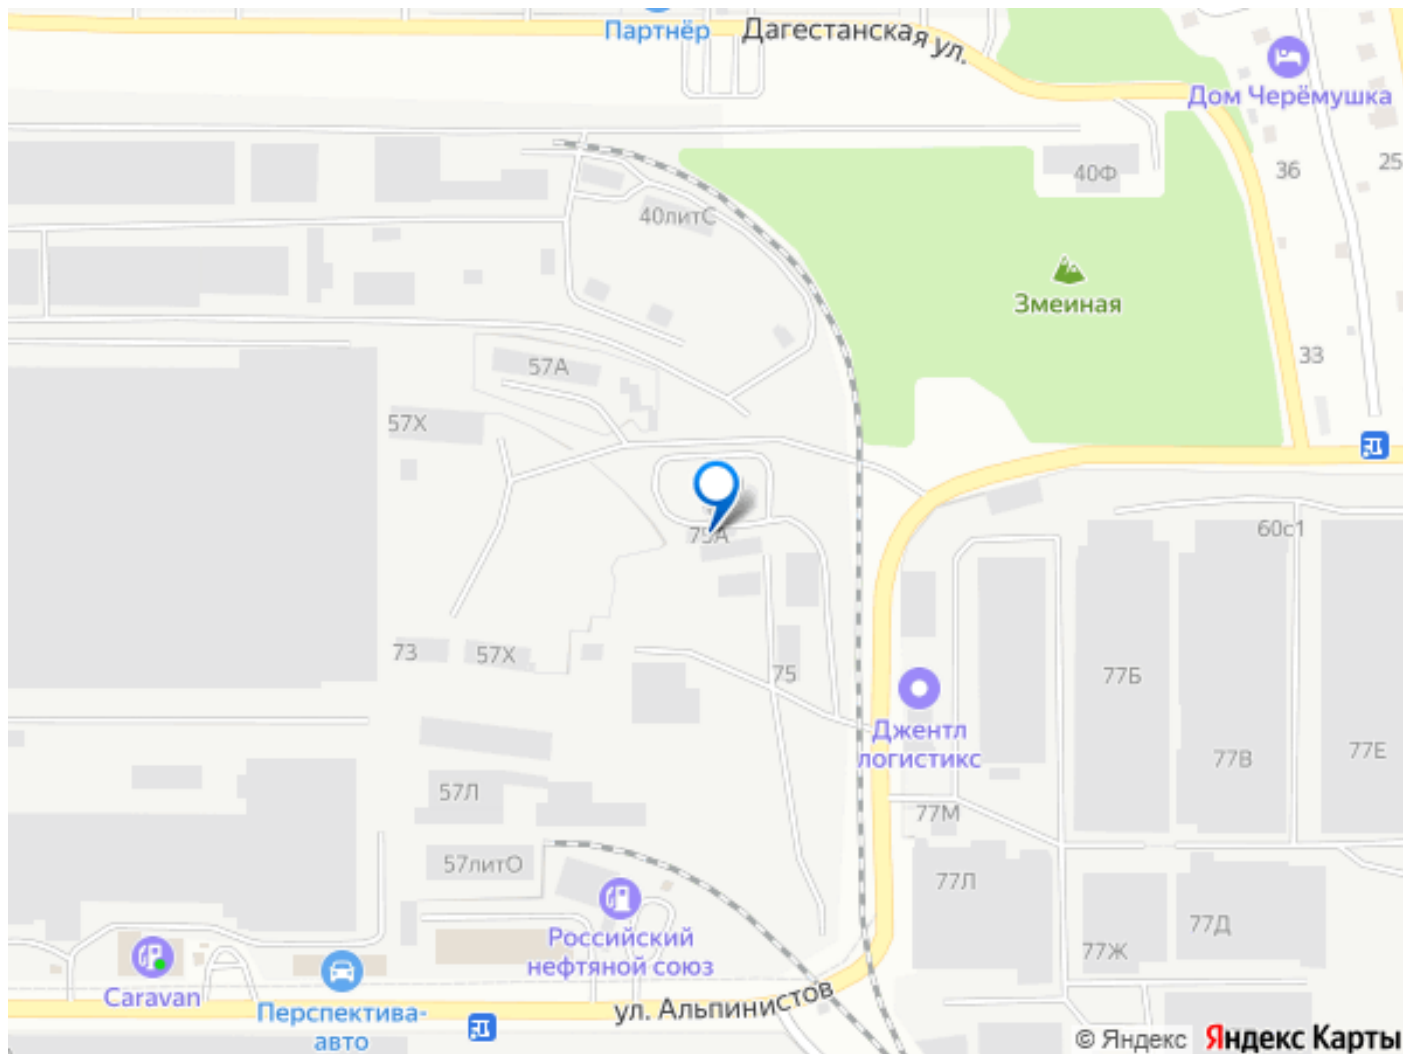 Партнёр
Дагестанская ул.
Дом Черёмушка
40Ф
36
25
40литС
Змеиная
33
57А
57Х
75А
60с1
73
57Х
75
77Б
Джентл
логистикс
77В
77Е
57Л
77М
57литО
77Л
Российский
нефтяной союз
77Д
77Ж
Caravan
Перспектива-
авто
ул. Альпинистов
© Яндекс Яндекс Карты